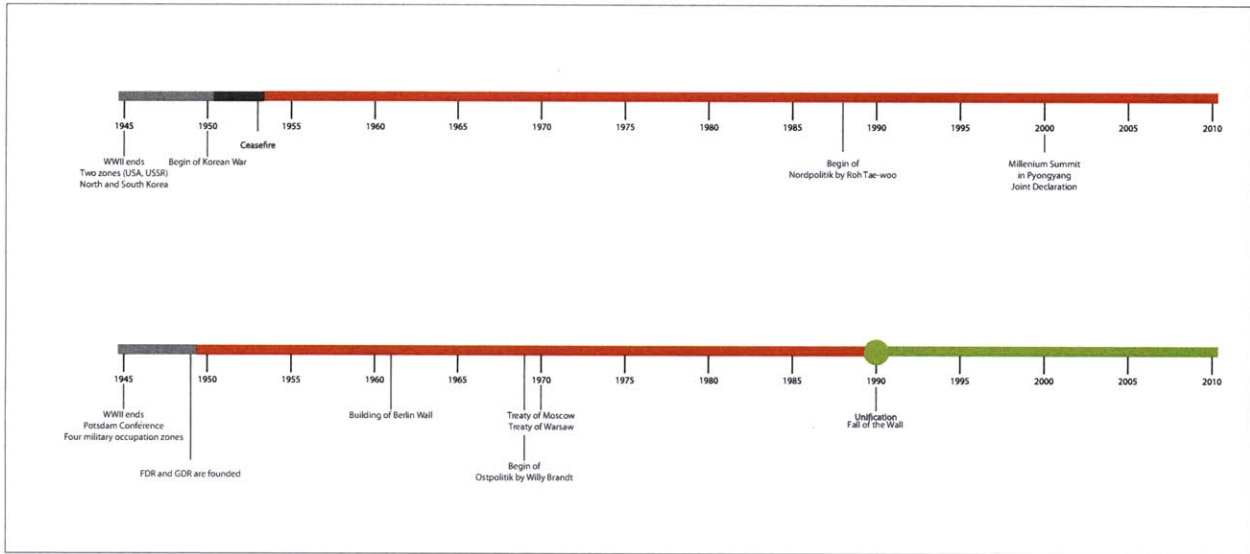 1945 1950 1955 1960 1965 1970 1975 1980 1985 1990 1995 2000 2005 2010
Ceasefire
WWII ends
Two zones (USA, USSR)
North and South Korea
Begin of Korean War
Begin of
Nordpolitik by Roh Tae-woo
Millenium Summit
in Pyongyang
Joint Declaration
1945 1950 1955 1960 1965 1970 1975 1980 1985 1990 1995 2000 2005 2010
WWII ends
Potsdam Conference
Four military occupation zones
FDR and GDR are founded
Building of Berlin Wall
Treaty of Moscow
Treaty of Warsaw
Begin of
Ostpolitik by Willy Brandt
Unification
Fall of the Wall